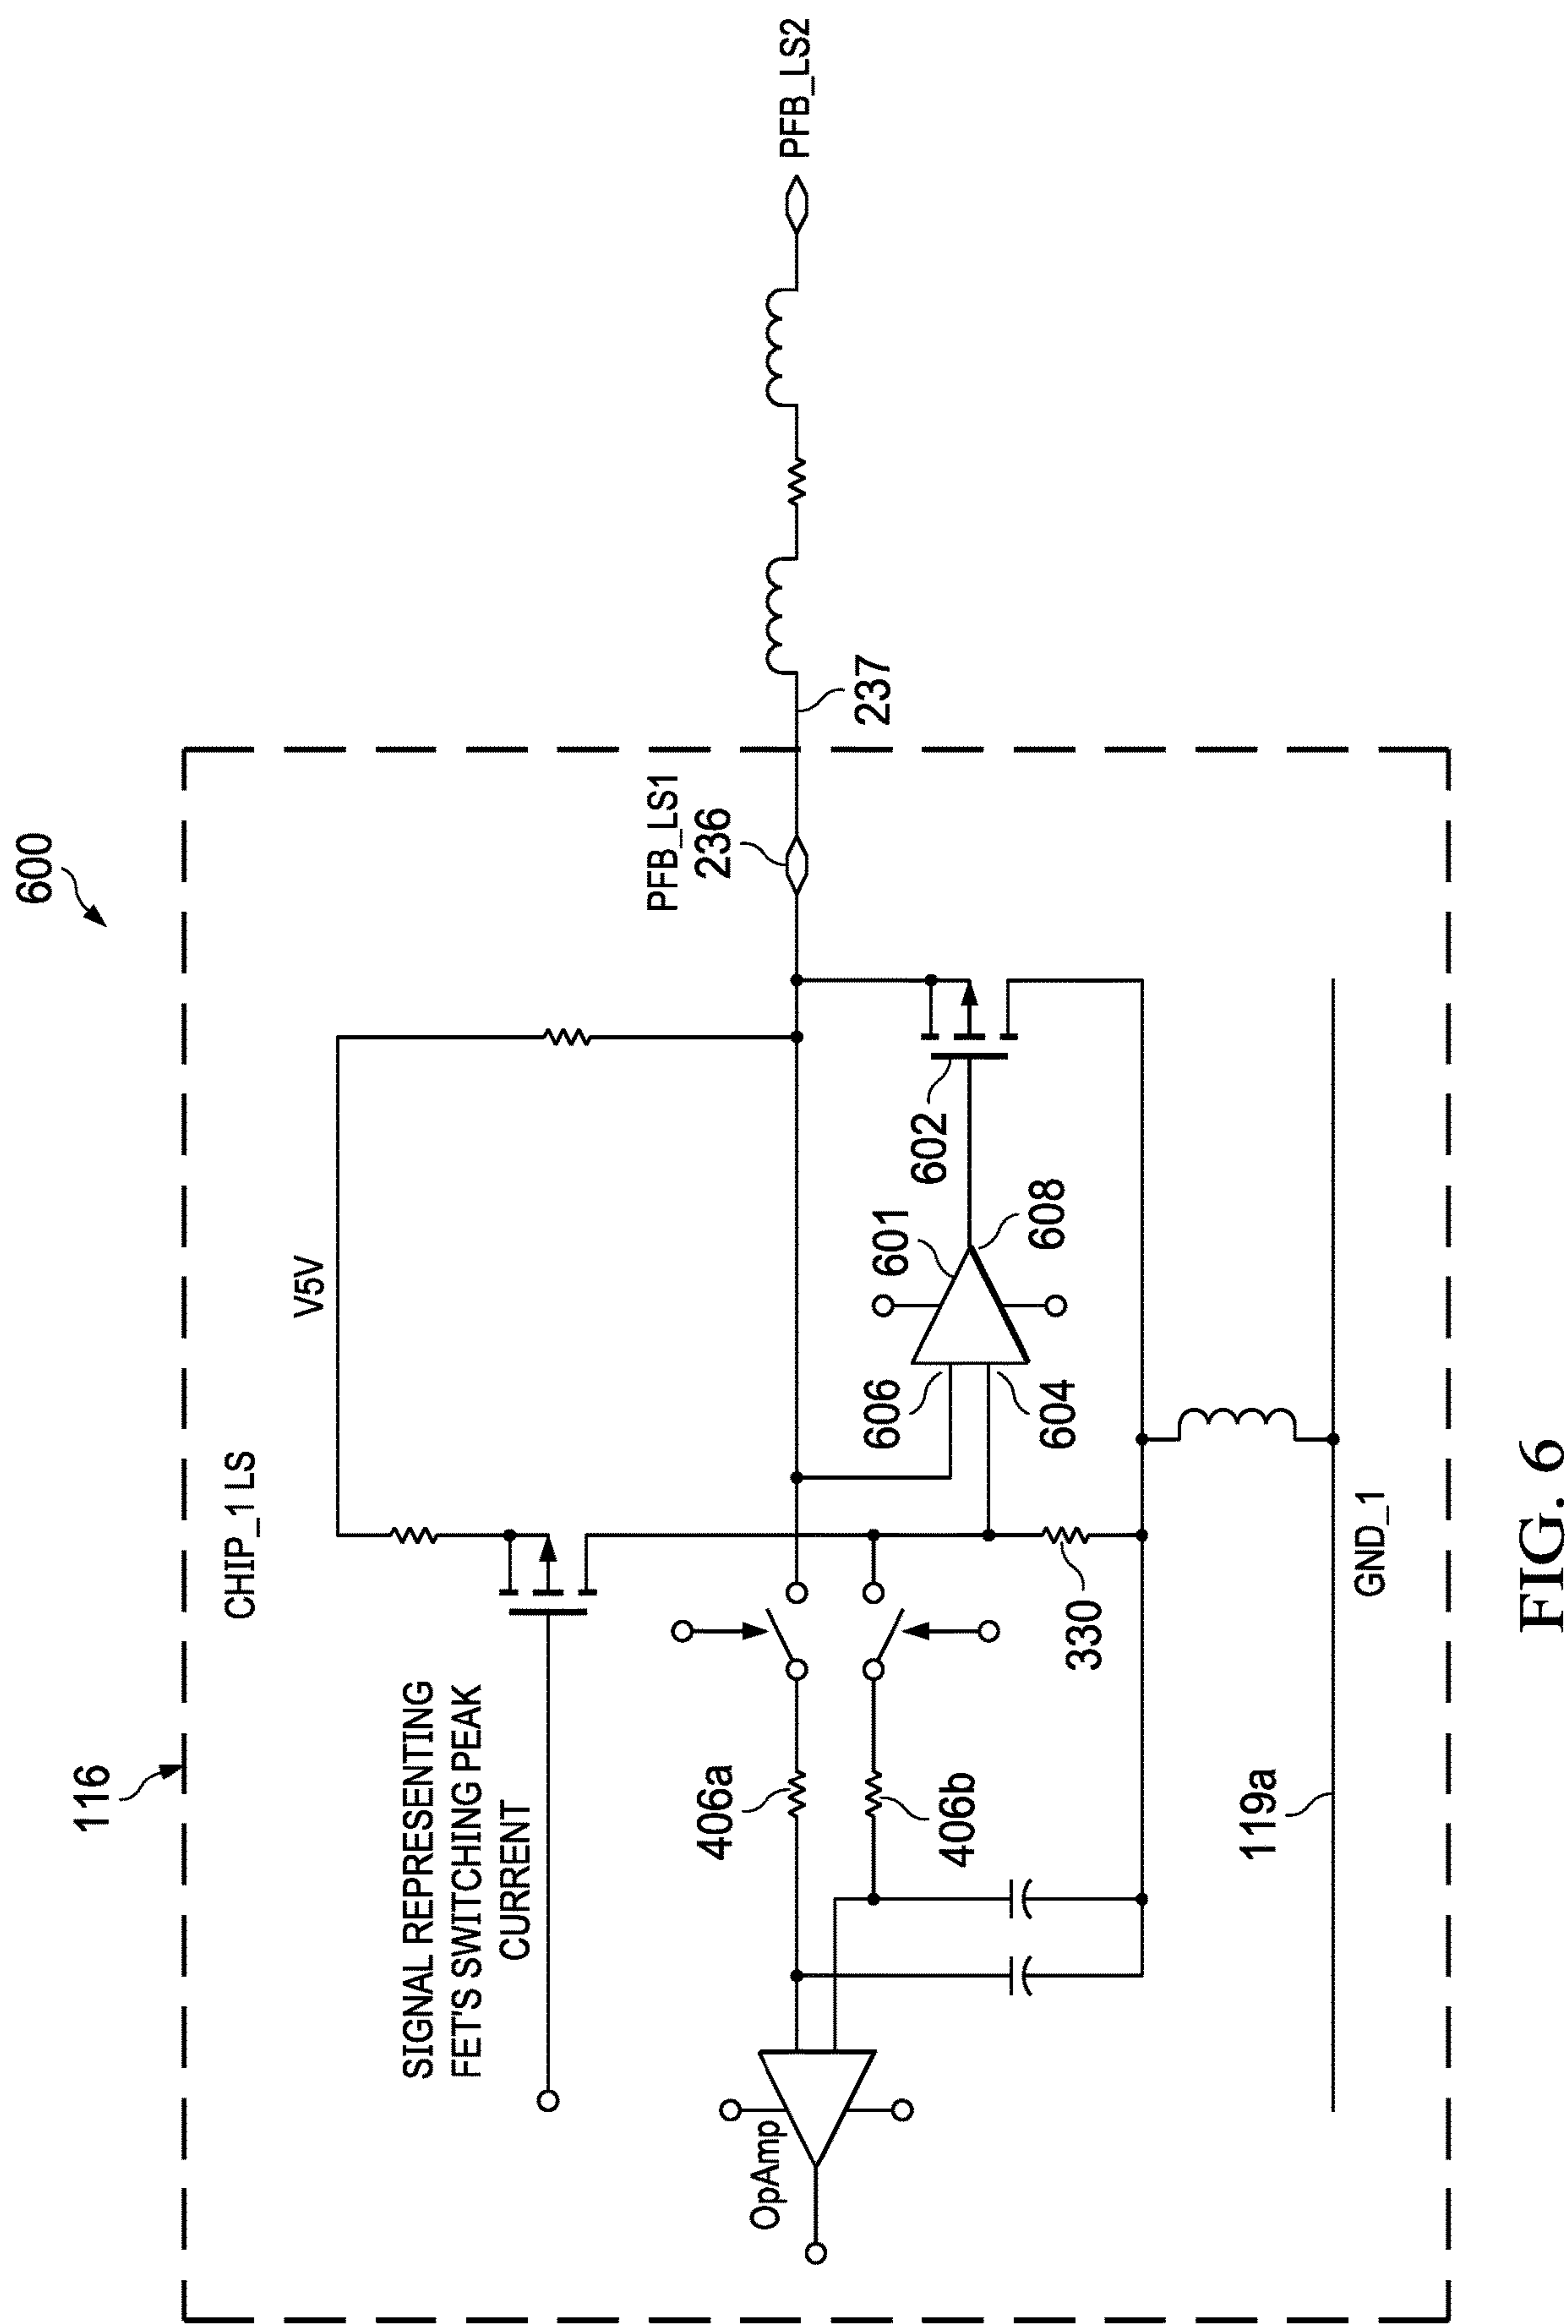 600
116
CHIP_1 LS
V5V
SIGNAL REPRESENTING
FET'S SWITCHING PEAK
CURRENT
PFB_LS1
236
237
PFB_LS2
OpAmp
406a
406b
606
601
602
604
608
330
119a
GND_1
FIG. 6